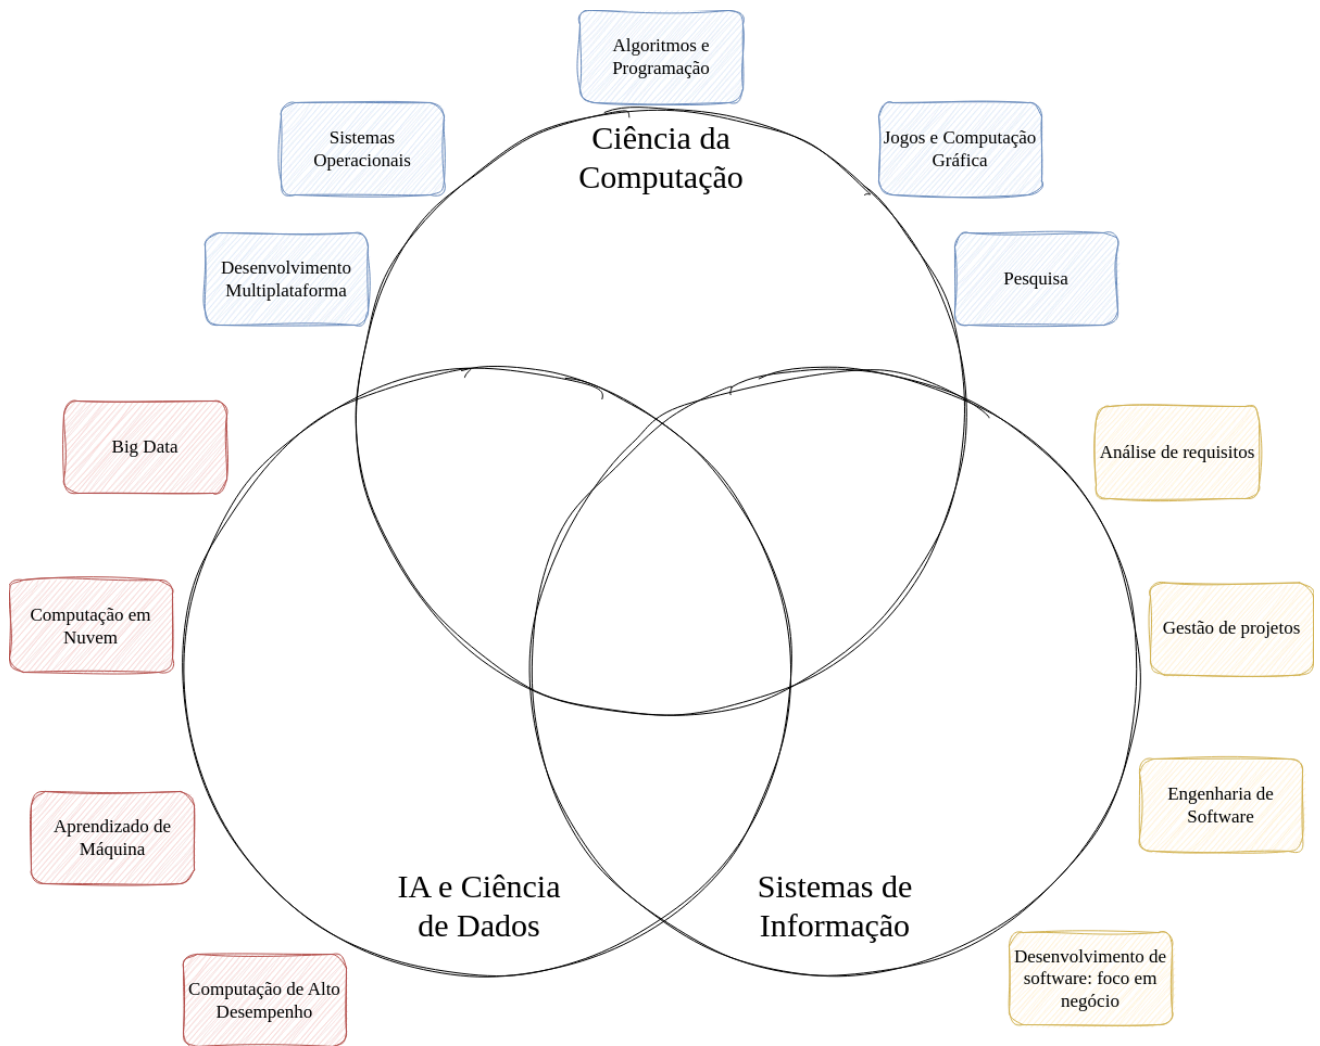 Algoritmos e
Programação
Sistemas
Operacionais
Ciência da
Computação
Jogos e Computação
Gráfica
Desenvolvimento
Multiplataforma
Pesquisa
Big Data
Análise de requisitos
Computação em
Nuvem
Gestão de projetos
Aprendizado de
Máquina
Engenharia de
Software
IA e Ciência
de Dados
Sistemas de
Informação
Computação de Alto
Desempenho
Desenvolvimento de
software: foco em
negócio